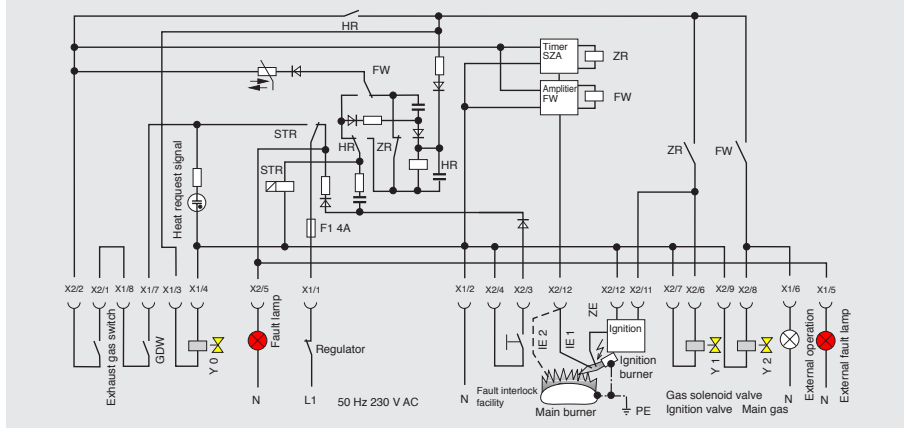 HR
Timer
SZA
ZR
FW
Amplitier
FW
FW
STR
HR
ZR
HR
ZR
FW
STR
Heat request signal
F1 4A
X2/2
X2/1
X1/8
X1/7
X1/3
X1/4
X2/5
X1/1
X1/2
X2/4
X2/3
X2/12
X2/12
X2/11
X2/7
X2/6
X2/9
X2/8
X1/6
X1/5
Exhaust gas switch
GDW
Y 0
Fault lamp
Regulator
IE 2
IE 1
ZE
Ignition
Ignition
burner
Y 1
Y 2
External operation
External fault lamp
N
L1
50 Hz 230 V AC
N
Fault interlock
facility
Main burner
PE
Gas solenoid valve
Ignition valve
Main gas
N
N